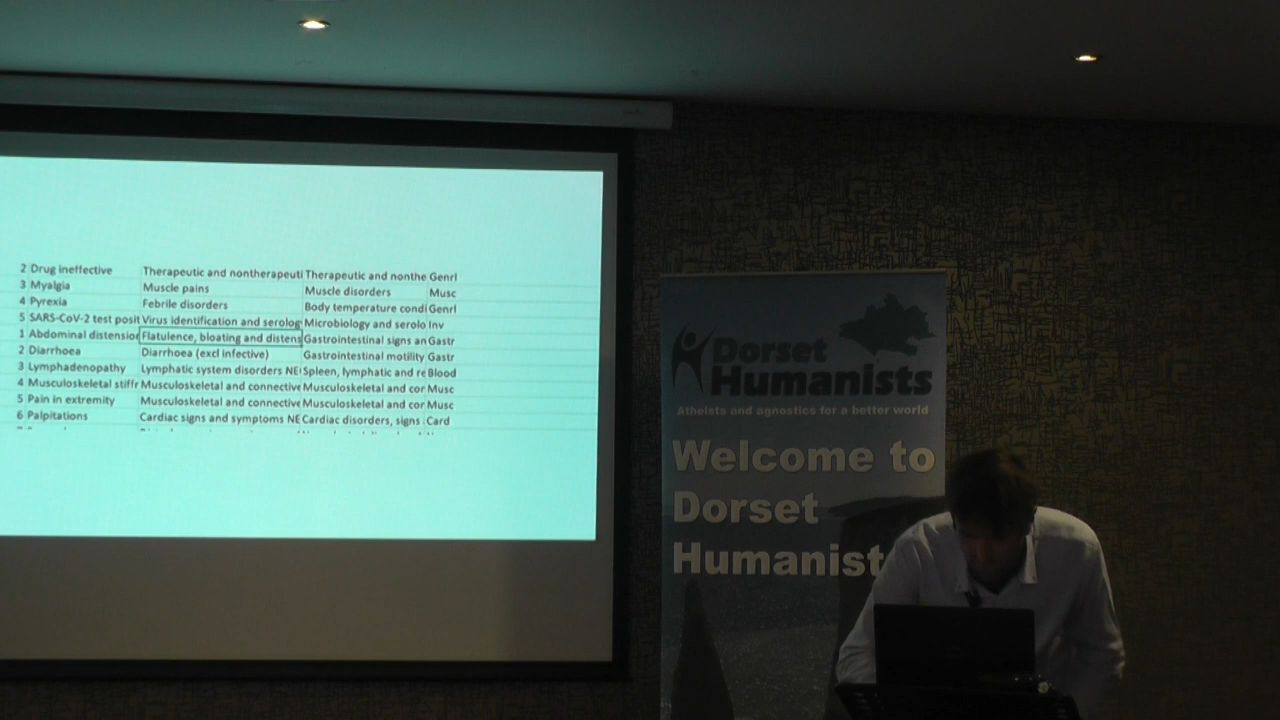 2 Drug ineffective Therapeutic and nontherapeuti Therapeutic and nonthe Genrl
3 Myalgia Muscle pains Muscle disorders Musc
4 Pyrexia Febrile disorders Body temperature condi Genrl
5 SARS-CoV-2 test posit Virus identification and serolog Microbiology and serolo Inv
1 Abdominal distension Flatulence, bloating and distens Gastrointestinal signs an Gastr
2 Diarrhoea Diarrhoea (excl infective) Gastrointestinal motility Gastr
3 Lymphadenopathy Lymphatic system disorders NE Spleen, lymphatic and re Blood
4 Musculoskeletal stiffr Musculoskeletal and connective Musculoskeletal and cor Musc
5 Pain in extremity Musculoskeletal and connective Musculoskeletal and cor Musc
6 Palpitations Cardiac signs and symptoms NE Cardiac disorders, signs Card
Dorset
Humanists
Atheists and agnostics for a better world
Welcome to
Dorset
Humanist